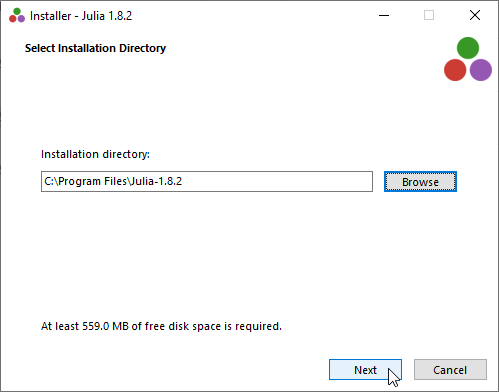 Installer - Julia 1.8.2
Select Installation Directory
Installation directory:
C:\Program Files\Julia-1.8.2
Browse
At least 559.0 MB of free disk space is required.
Next
Cancel